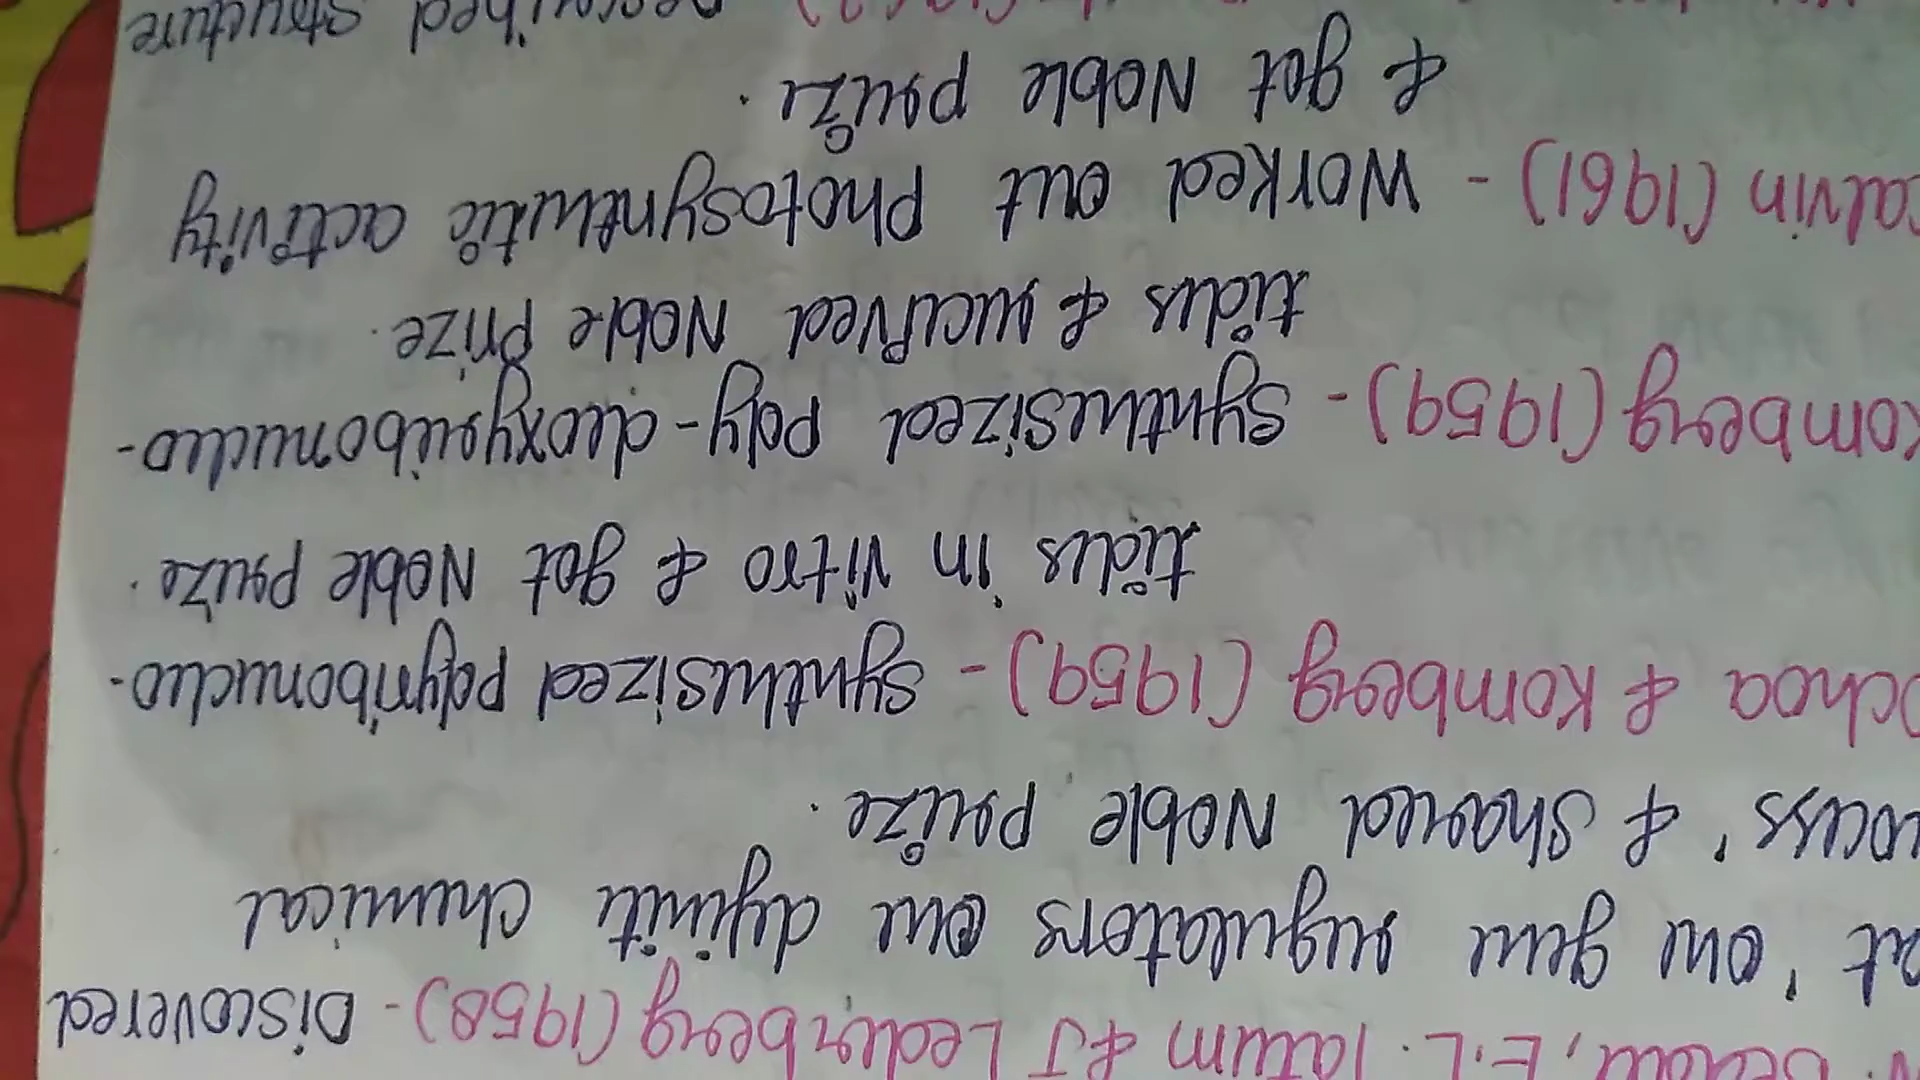 E.L. Tatum & J Lederberg (1958) - Discovered
'one gene regulators one definite chemical
& shared Noble Prize.
Ochoa & Kornberg (1959) - Synthesized Polyribonucleo-
tides in vitro & got Noble Prize.
Kornberg (1959) - Synthesized Poly-deoxyribonucleo-
tides & received Noble Prize.
Calvin (1961) - Worked out Photosynthetic activity
& got Noble prize.
Described structure